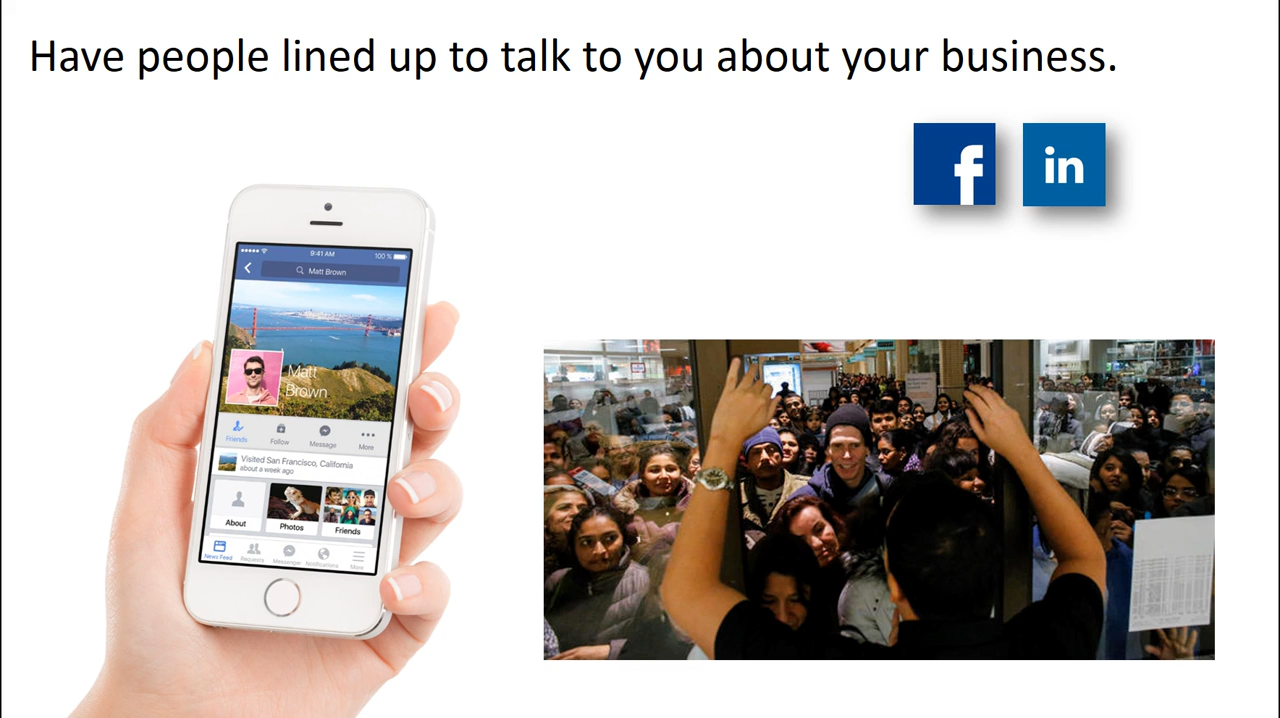 Have people lined up to talk to you about your business.
f
in
9:41 AM
100 %
Matt Brown
Matt
Brown
Friends
Follow
Message
More
Visited San Francisco, California
about a week ago
About
Photos
Friends
News Feed
Requests
Messenger
Notifications
More